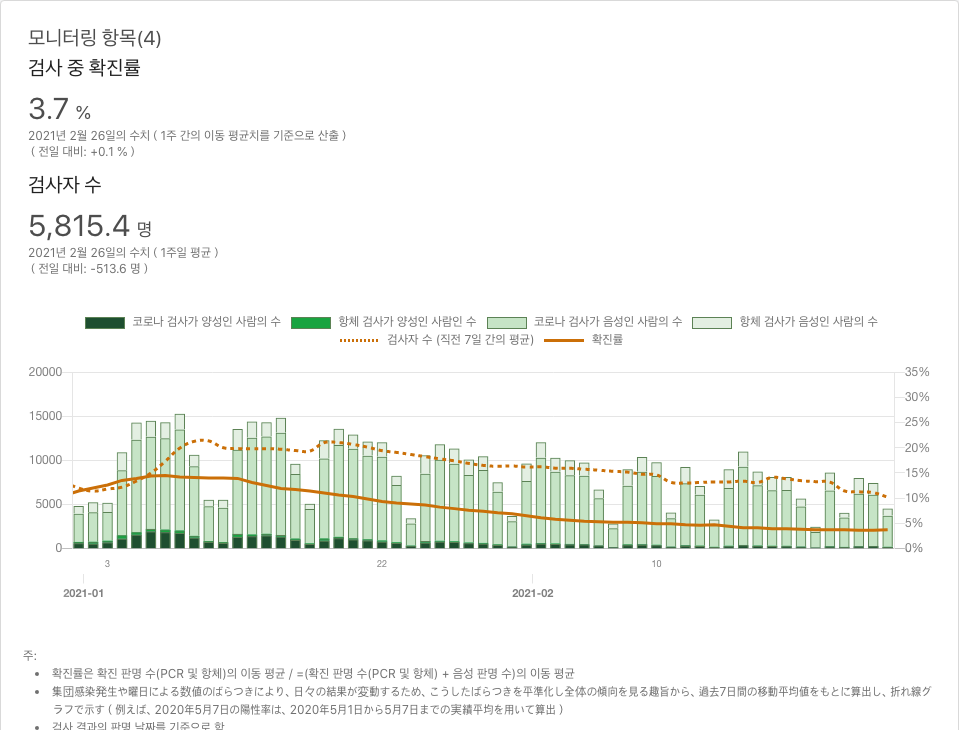 모니터링 항목(4)
검사 중 확진률
3.7 %
2021년 2월 26일의 수치 ( 1주 간의 이동 평균치를 기준으로 산출 )
( 전일 대비: +0.1 % )
검사자 수
5,815.4 명
2021년 2월 26일의 수치 ( 1주일 평균 )
( 전일 대비: -513.6 명 )
코로나 검사가 양성인 사람의 수 항체 검사가 양성인 사람인 수 코로나 검사가 음성인 사람의 수 항체 검사가 음성인 사람의 수
검사자 수 (직전 7일 간의 평균) 확진률
20000 35%
30%
15000 25%
20%
10000 15%
5000 10%
5%
0 0%
3 22 10
2021-01 2021-02
주:
확진률은 확진 판명 수(PCR 및 항체)의 이동 평균 / =(확진 판명 수(PCR 및 항체) + 음성 판명 수)의 이동 평균
集団感染発生や曜日による数値のばらつきにより、日々の結果が変動するため、こうしたばらつきを平準化し全体の傾向を見る趣旨から、過去7日間の移動平均値をもとに算出し、折れ線グ
ラフで示す ( 例えば、2020年5月7日の陽性率は、2020年5月1日から5月7日までの実績平均を用いて算出 )
검사 결과의 판명 날짜를 기준으로 함